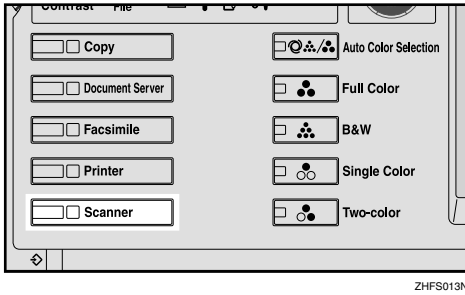 Contrast File
Copy
Auto Color Selection
Document Server
Full Color
Facsimile
B&W
Printer
Single Color
Scanner
Two-color
ZHFS013N